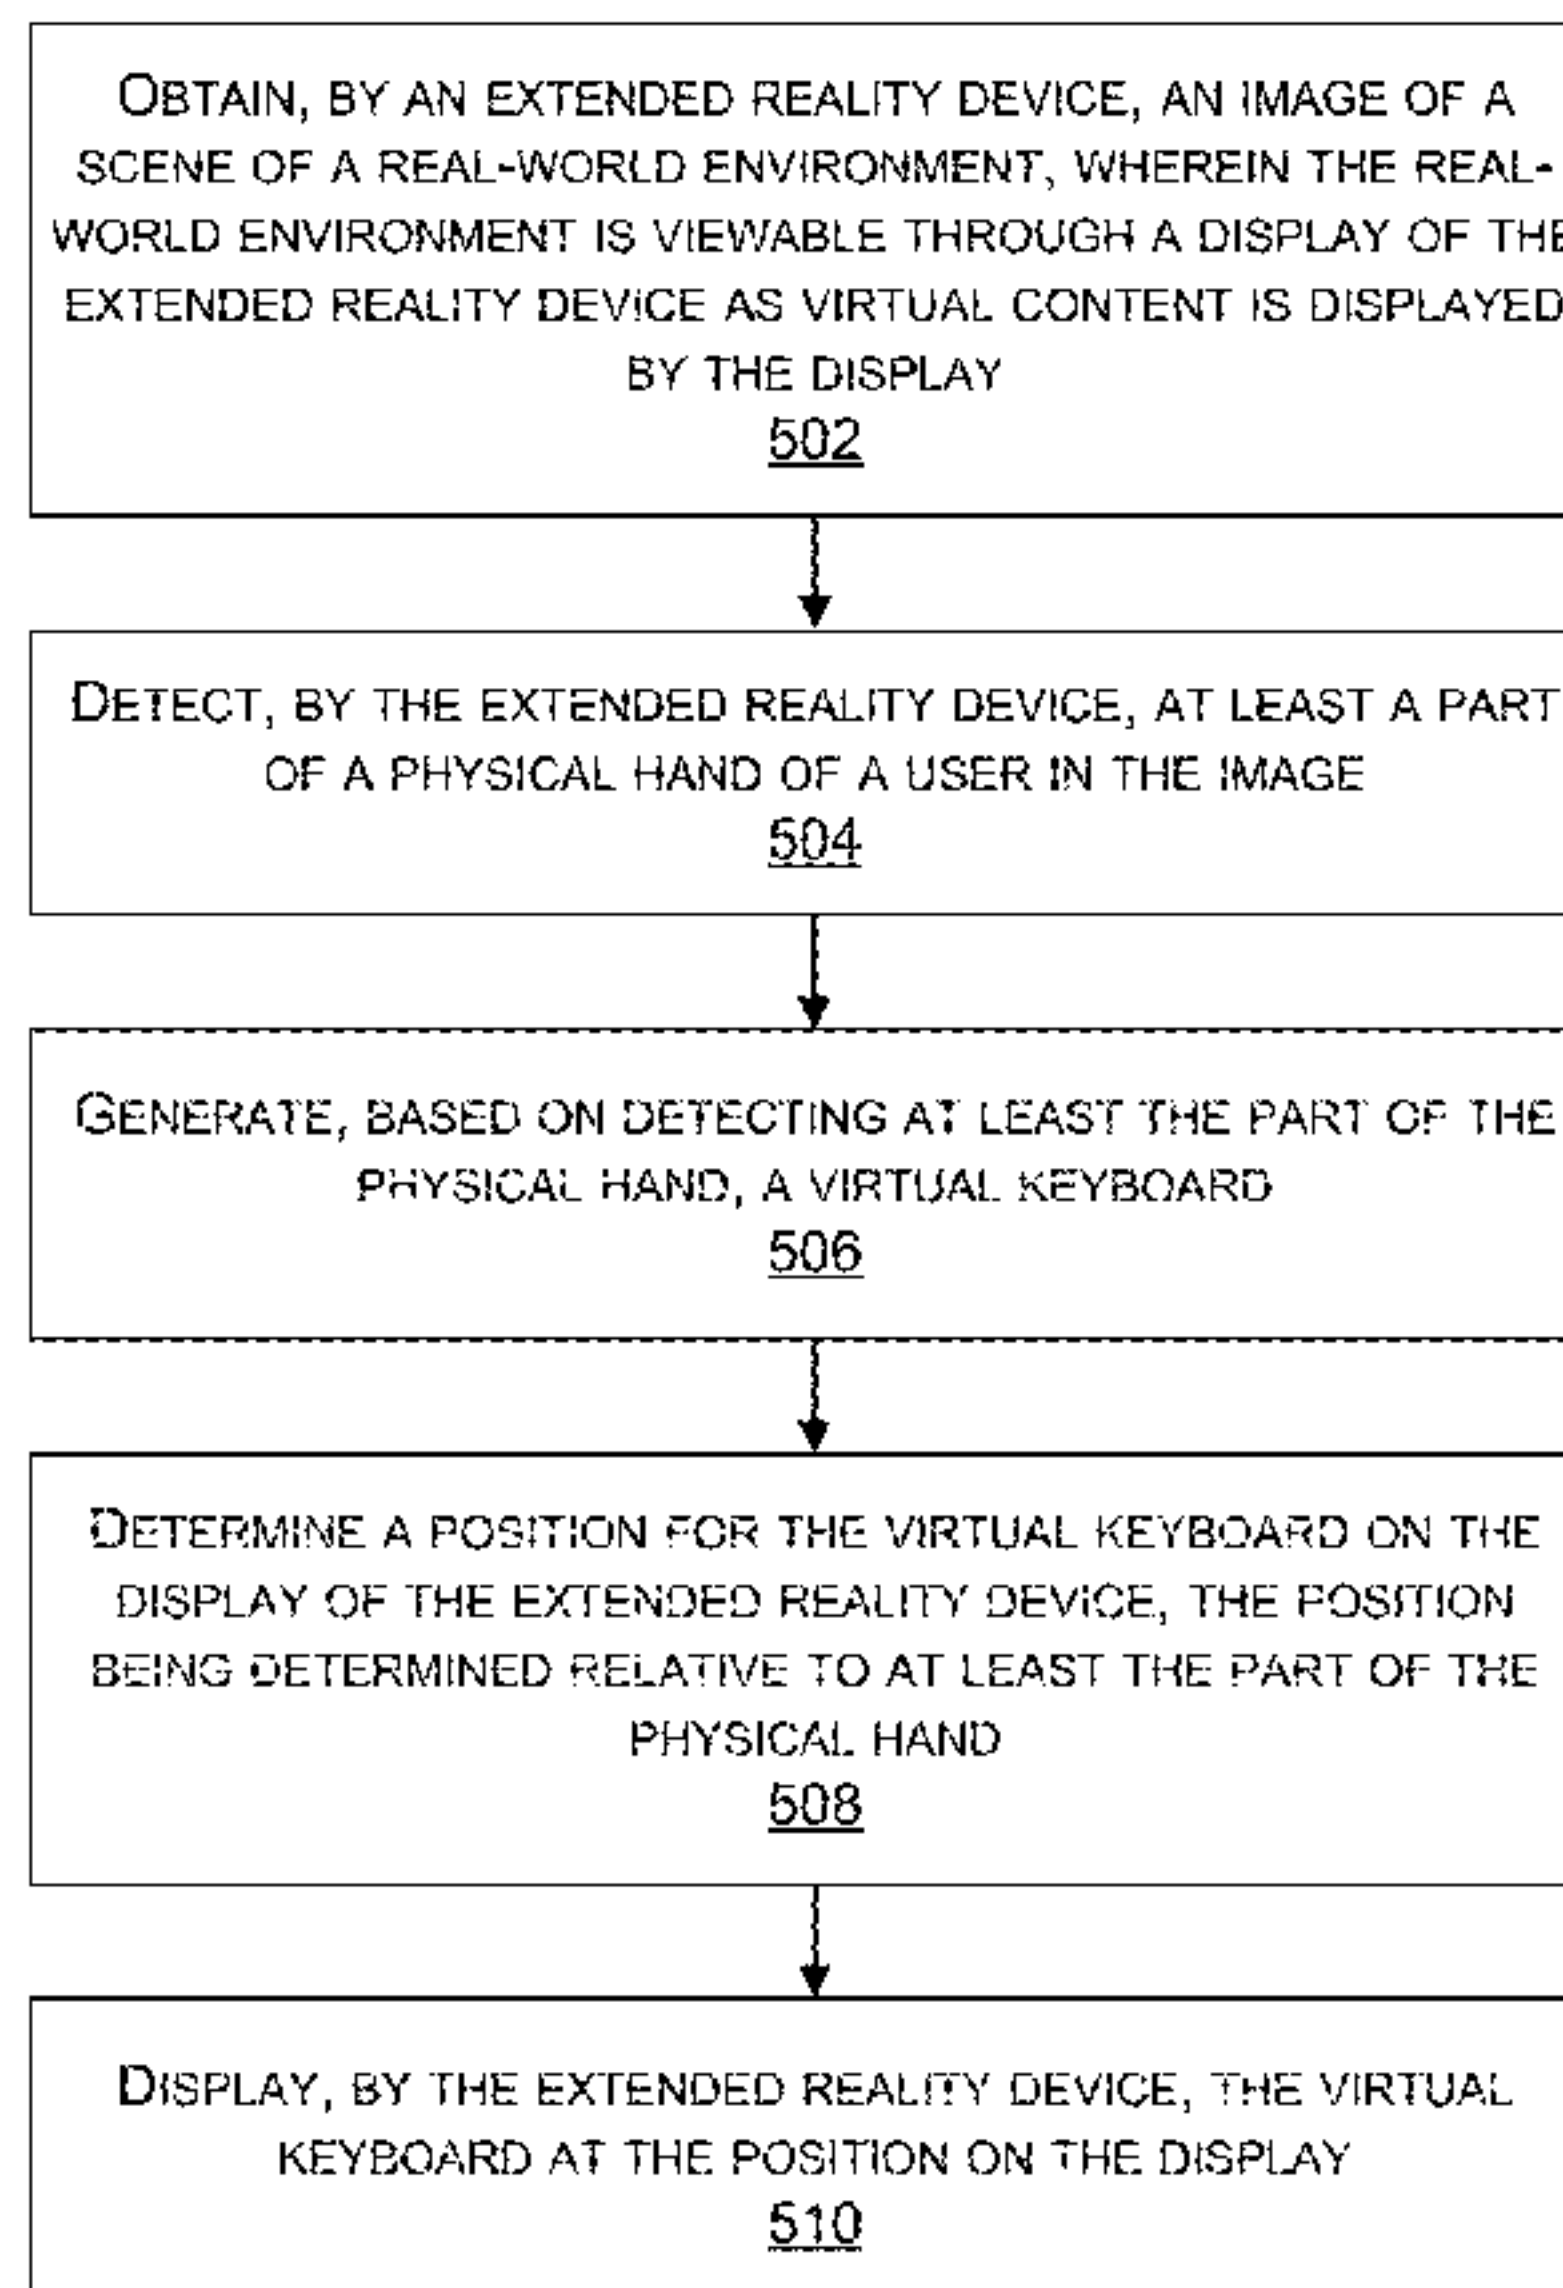 OBTAIN, BY AN EXTENDED REALITY DEVICE, AN IMAGE OF A
SCENE OF A REAL-WORLD ENVIRONMENT, WHEREIN THE REAL-
WORLD ENVIRONMENT IS VIEWABLE THROUGH A DISPLAY OF THE
EXTENDED REALITY DEVICE AS VIRTUAL CONTENT IS DISPLAYED
BY THE DISPLAY
502
DETECT, BY THE EXTENDED REALITY DEVICE, AT LEAST A PART
OF A PHYSICAL HAND OF A USER IN THE IMAGE
504
GENERATE, BASED ON DETECTING AT LEAST THE PART OF THE
PHYSICAL HAND, A VIRTUAL KEYBOARD
506
DETERMINE A POSITION FOR THE VIRTUAL KEYBOARD ON THE
DISPLAY OF THE EXTENDED REALITY DEVICE, THE POSITION
BEING DETERMINED RELATIVE TO AT LEAST THE PART OF THE
PHYSICAL HAND
508
DISPLAY, BY THE EXTENDED REALITY DEVICE, THE VIRTUAL
KEYBOARD AT THE POSITION ON THE DISPLAY
510